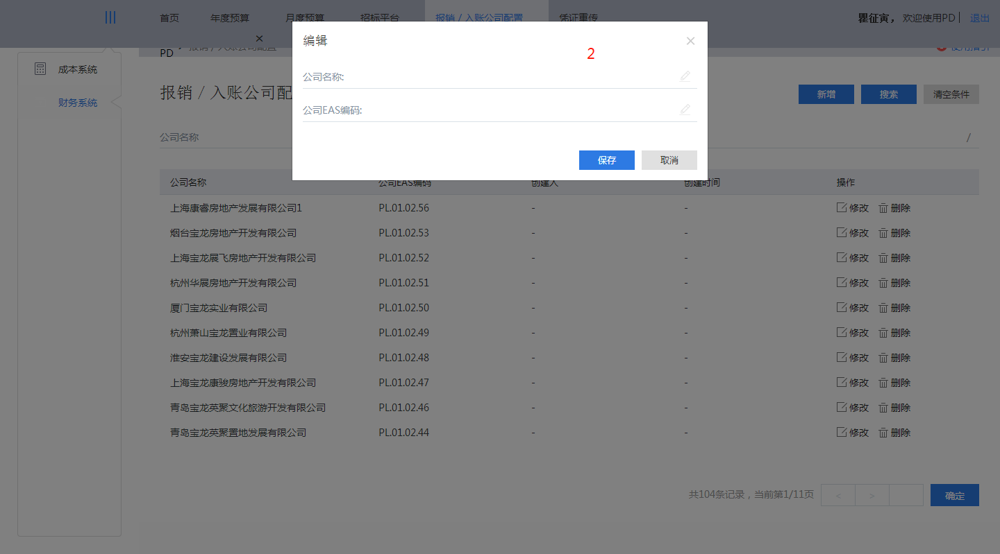 首页 年度预算 月度预算 招标平台 报销 / 入账公司配置 凭证重传 瞿征寅， 欢迎使用PD 退出
PD 报销 / 入账公司配置 使用指引
成本系统
财务系统
编辑
2
公司名称:
公司EAS编码:
保存 取消
报销 / 入账公司配
新增 搜索 清空条件
公司名称 /
公司名称 公司EAS编码 创建人 创建时间 操作
上海康睿房地产发展有限公司1 PL.01.02.56 - - 修改 删除
烟台宝龙房地产开发有限公司 PL.01.02.53 - - 修改 删除
上海宝龙展飞房地产开发有限公司 PL.01.02.52 - - 修改 删除
杭州华展房地产开发有限公司 PL.01.02.51 - - 修改 删除
厦门宝龙实业有限公司 PL.01.02.50 - - 修改 删除
杭州萧山宝龙置业有限公司 PL.01.02.49 - - 修改 删除
淮安宝龙建设发展有限公司 PL.01.02.48 - - 修改 删除
上海宝龙康骏房地产开发有限公司 PL.01.02.47 - - 修改 删除
青岛宝龙英聚文化旅游开发有限公司 PL.01.02.46 - - 修改 删除
青岛宝龙英聚置地发展有限公司 PL.01.02.44 - - 修改 删除
共104条记录，当前第1/11页 < > 确定